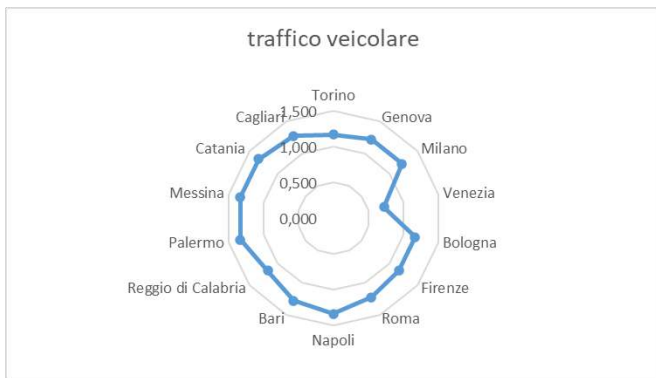 traffico veicolare
Torino
Genova
Milano
Venezia
Bologna
Firenze
Roma
Napoli
Bari
Reggio di Calabria
Palermo
Messina
Catania
Cagliari
1,500
1,000
0,500
0,000